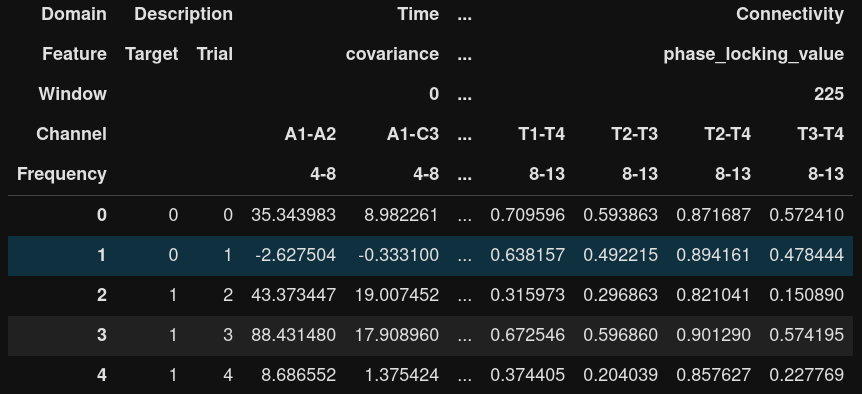 Domain Description Time ... Connectivity
Feature Target Trial covariance ... phase_locking_value
Window 0 ... 225
Channel A1-A2 A1-C3 ... T1-T4 T2-T3 T2-T4 T3-T4
Frequency 4-8 4-8 ... 8-13 8-13 8-13 8-13
0 0 0 35.343983 8.982261 ... 0.709596 0.593863 0.871687 0.572410
1 0 1 -2.627504 -0.333100 ... 0.638157 0.492215 0.894161 0.478444
2 1 2 43.373447 19.007452 ... 0.315973 0.296863 0.821041 0.150890
3 1 3 88.431480 17.908960 ... 0.672546 0.596860 0.901290 0.574195
4 1 4 8.686552 1.375424 ... 0.374405 0.204039 0.857627 0.227769